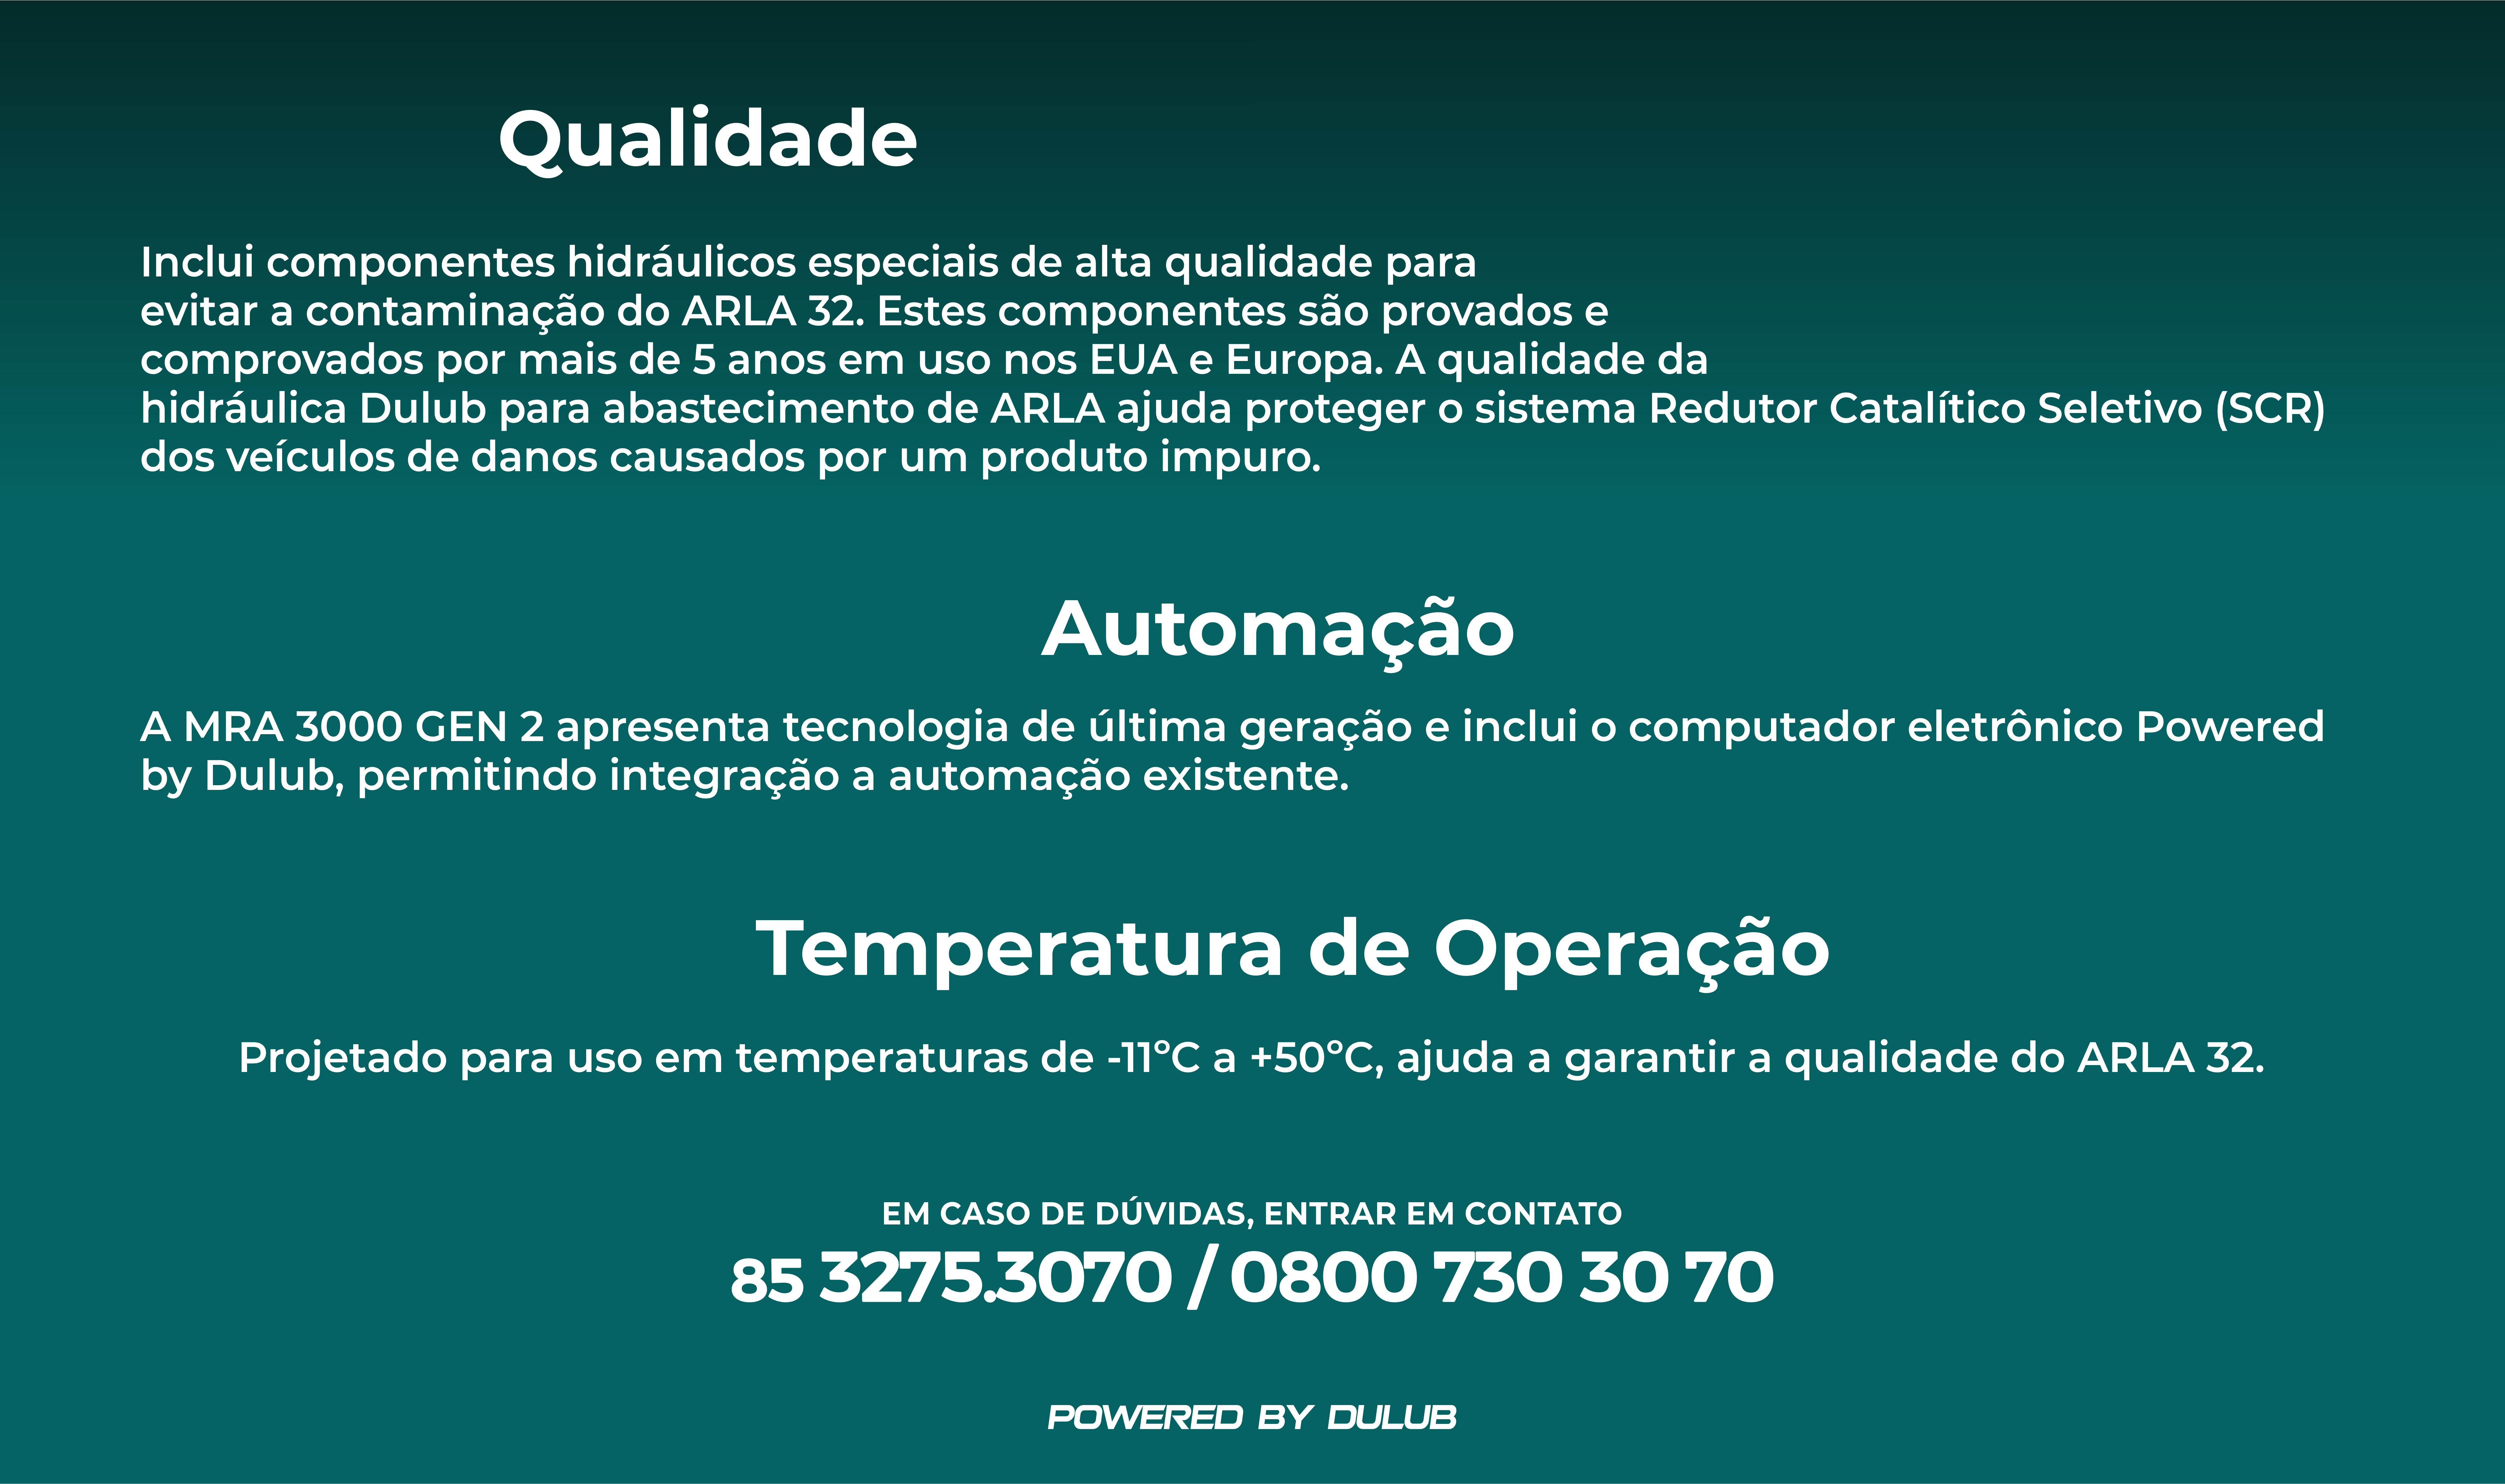 Qualidade
Inclui componentes hidráulicos especiais de alta qualidade para
evitar a contaminação do ARLA 32. Estes componentes são provados e
comprovados por mais de 5 anos em uso nos EUA e Europa. A qualidade da
hidráulica Dulub para abastecimento de ARLA ajuda proteger o sistema Redutor Catalítico Seletivo (SCR)
dos veículos de danos causados por um produto impuro.
Automação
A MRA 3000 GEN 2 apresenta tecnologia de última geração e inclui o computador eletrônico Powered
by Dulub, permitindo integração a automação existente.
Temperatura de Operação
Projetado para uso em temperaturas de -11ºC a +50ºC, ajuda a garantir a qualidade do ARLA 32.
EM CASO DE DÚVIDAS, ENTRAR EM CONTATO
85 3275.3070 / 0800 730 30 70
POWERED BY DULUB